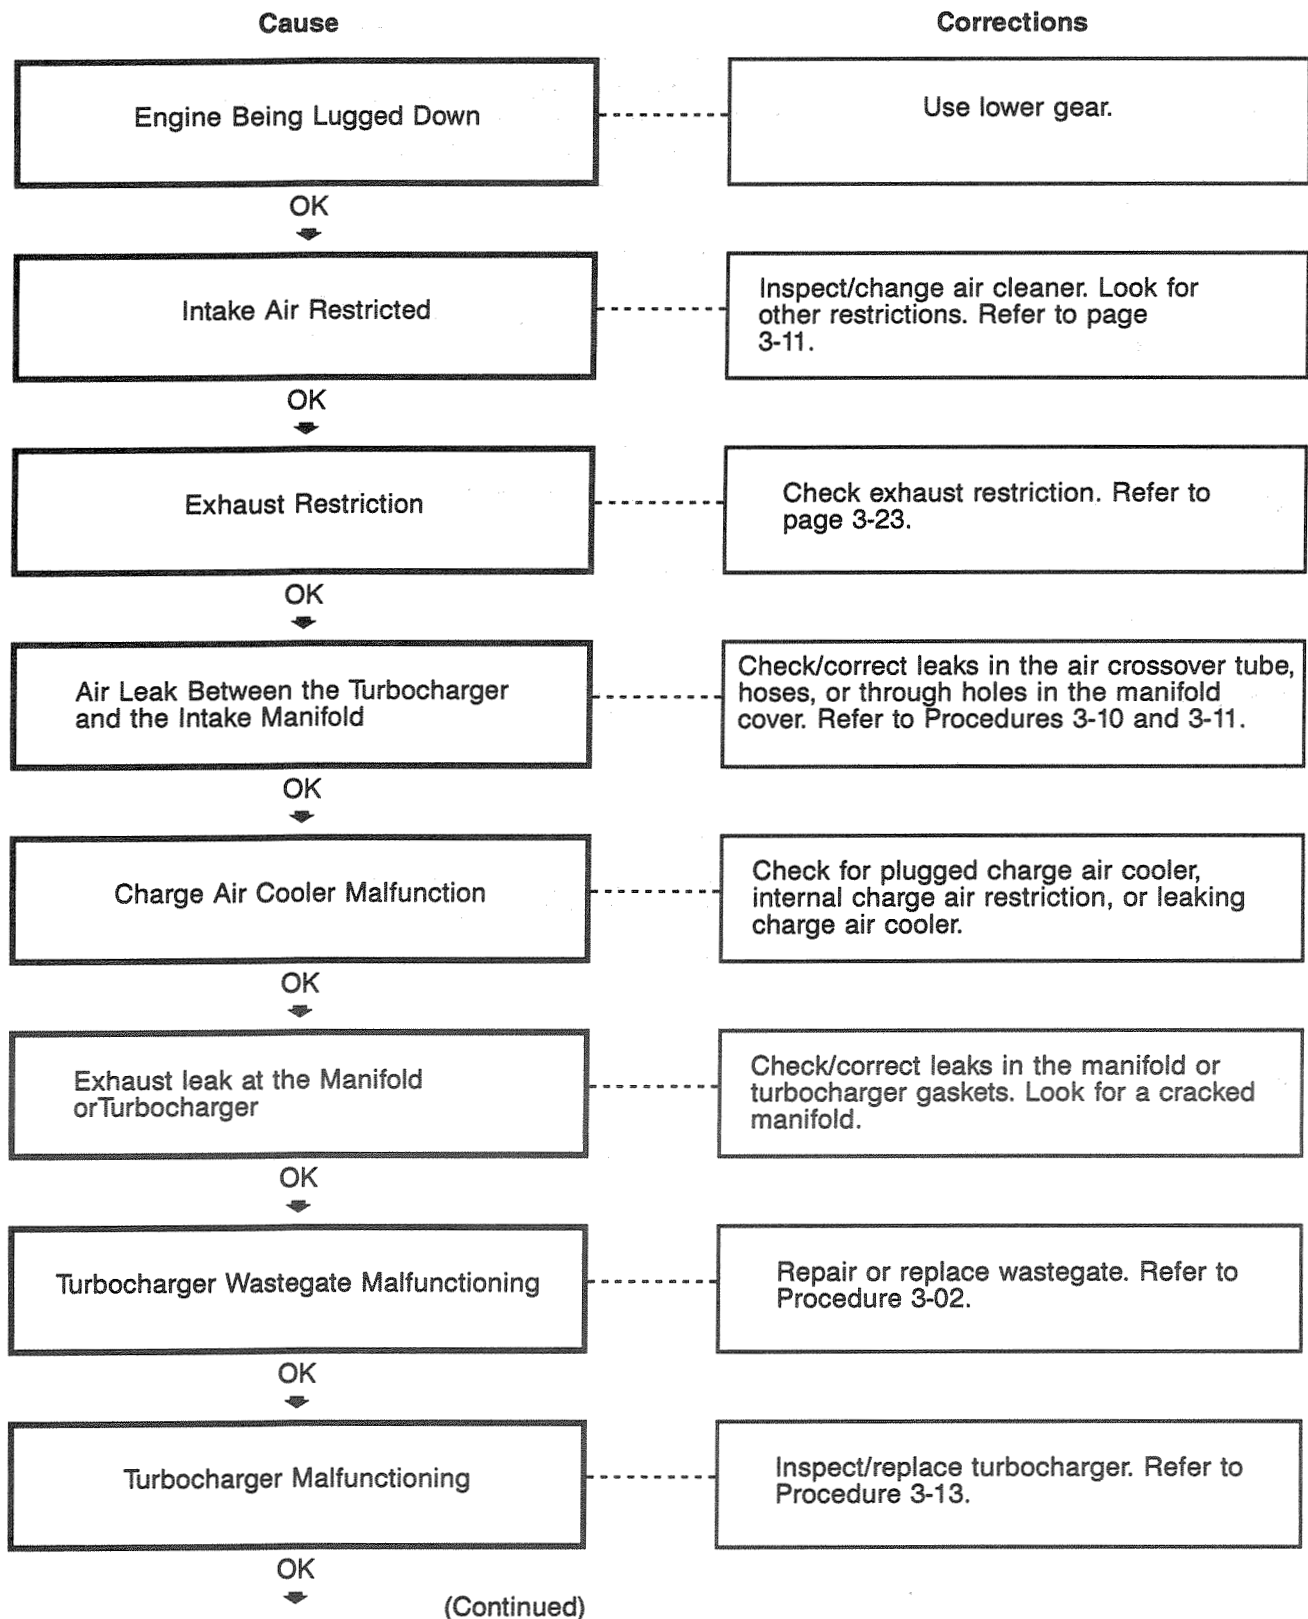 Cause
Corrections
Engine Being Lugged Down
Use lower gear.
OK
Intake Air Restricted
Inspect/change air cleaner. Look for
other restrictions. Refer to page
3-11.
OK
Exhaust Restriction
Check exhaust restriction. Refer to
page 3-23.
OK
Air Leak Between the Turbocharger
and the Intake Manifold
Check/correct leaks in the air crossover tube,
hoses, or through holes in the manifold
cover. Refer to Procedures 3-10 and 3-11.
OK
Charge Air Cooler Malfunction
Check for plugged charge air cooler,
internal charge air restriction, or leaking
charge air cooler.
OK
Exhaust leak at the Manifold
orTurbocharger
Check/correct leaks in the manifold or
turbocharger gaskets. Look for a cracked
manifold.
OK
Turbocharger Wastegate Malfunctioning
Repair or replace wastegate. Refer to
Procedure 3-02.
OK
Turbocharger Malfunctioning
Inspect/replace turbocharger. Refer to
Procedure 3-13.
OK
(Continued)